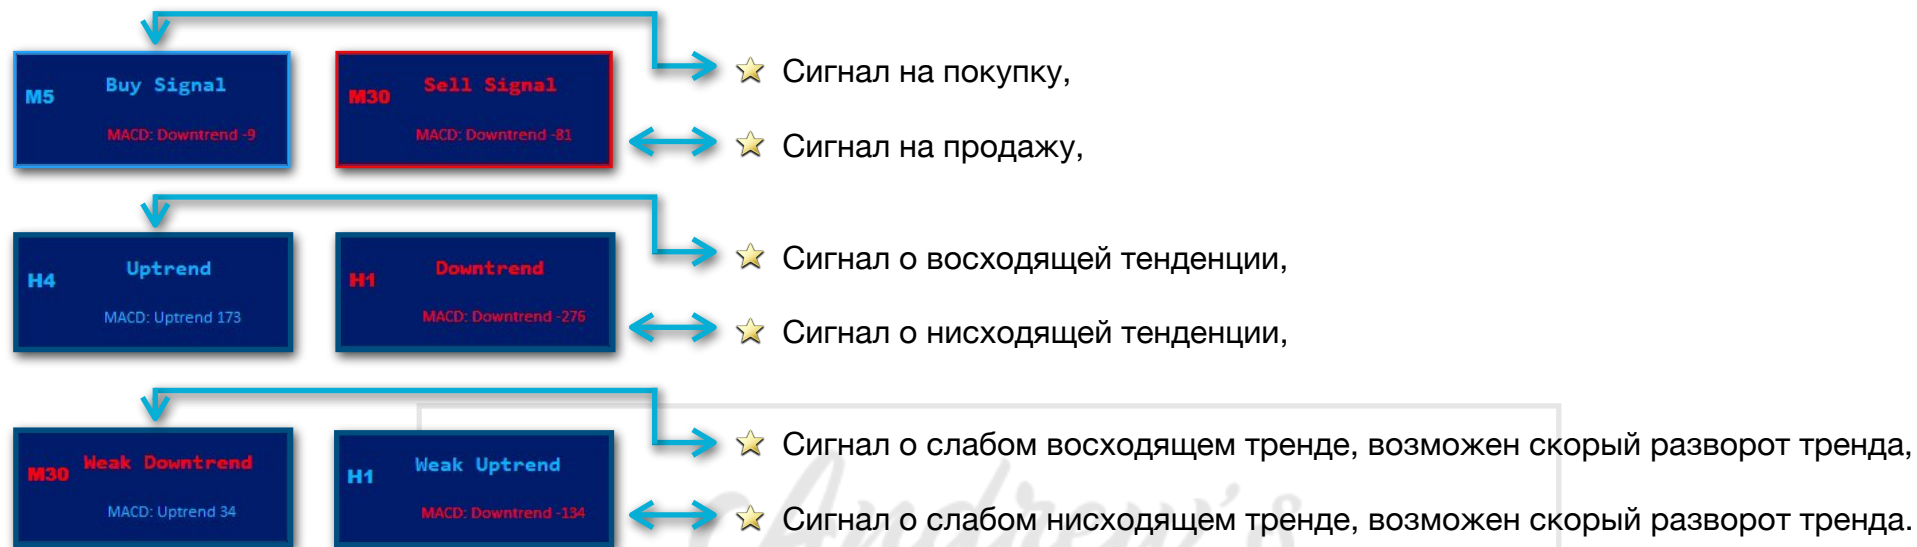 Buy Signal
M5
MACD: Downtrend -9
Sell Signal
M30
MACD: Downtrend -81
Сигнал на покупку,
Сигнал на продажу,
Uptrend
H4
MACD: Uptrend 173
Downtrend
H1
MACD: Downtrend -276
Сигнал о восходящей тенденции,
Сигнал о нисходящей тенденции,
Weak Downtrend
M30
MACD: Uptrend 34
Weak Uptrend
H1
MACD: Downtrend -134
Сигнал о слабом восходящем тренде, возможен скорый разворот тренда,
Сигнал о слабом нисходящем тренде, возможен скорый разворот тренда.
Andrew's